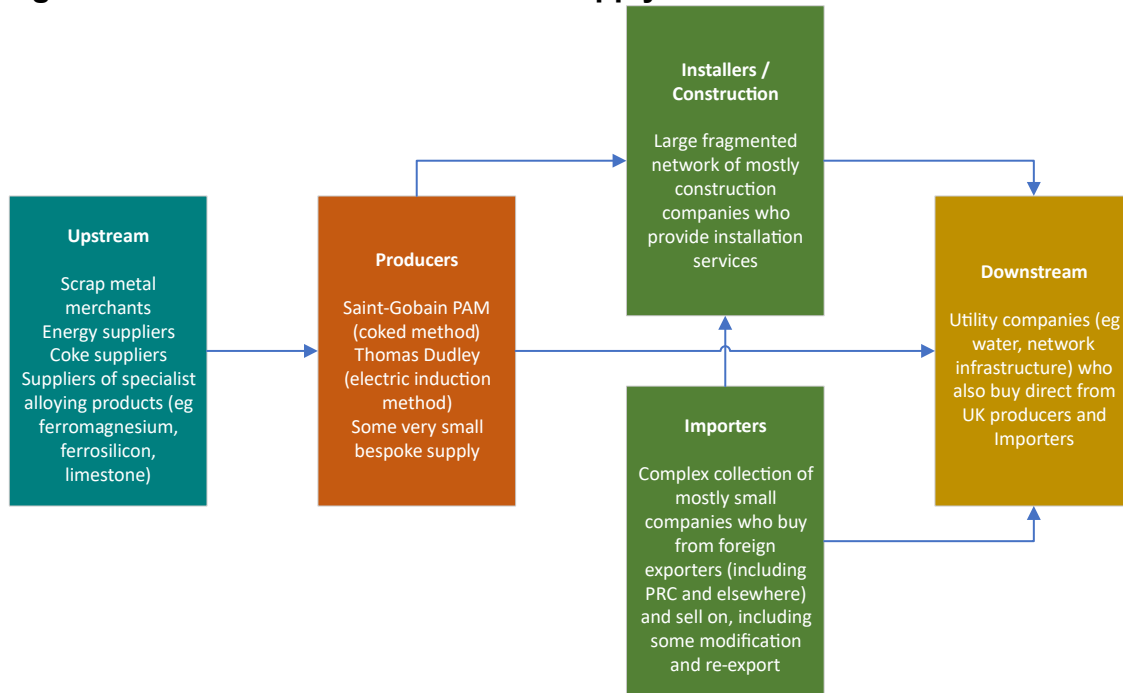 pply
Upstream
Scrap metal
merchants
Energy suppliers
Coke suppliers
Suppliers of specialist
alloying products (eg
ferromagnesium,
ferrosilicon,
limestone)
Producers
Saint-Gobain PAM
(coked method)
Thomas Dudley
(electric induction
method)
Some very small
bespoke supply
Installers /
Construction
Large fragmented
network of mostly
construction
companies who
provide installation
services
Importers
Complex collection of
mostly small
companies who buy
from foreign
exporters (including
PRC and elsewhere)
and sell on, including
some modification
and re-export
Downstream
Utility companies (eg
water, network
infrastructure) who
also buy direct from
UK producers and
Importers